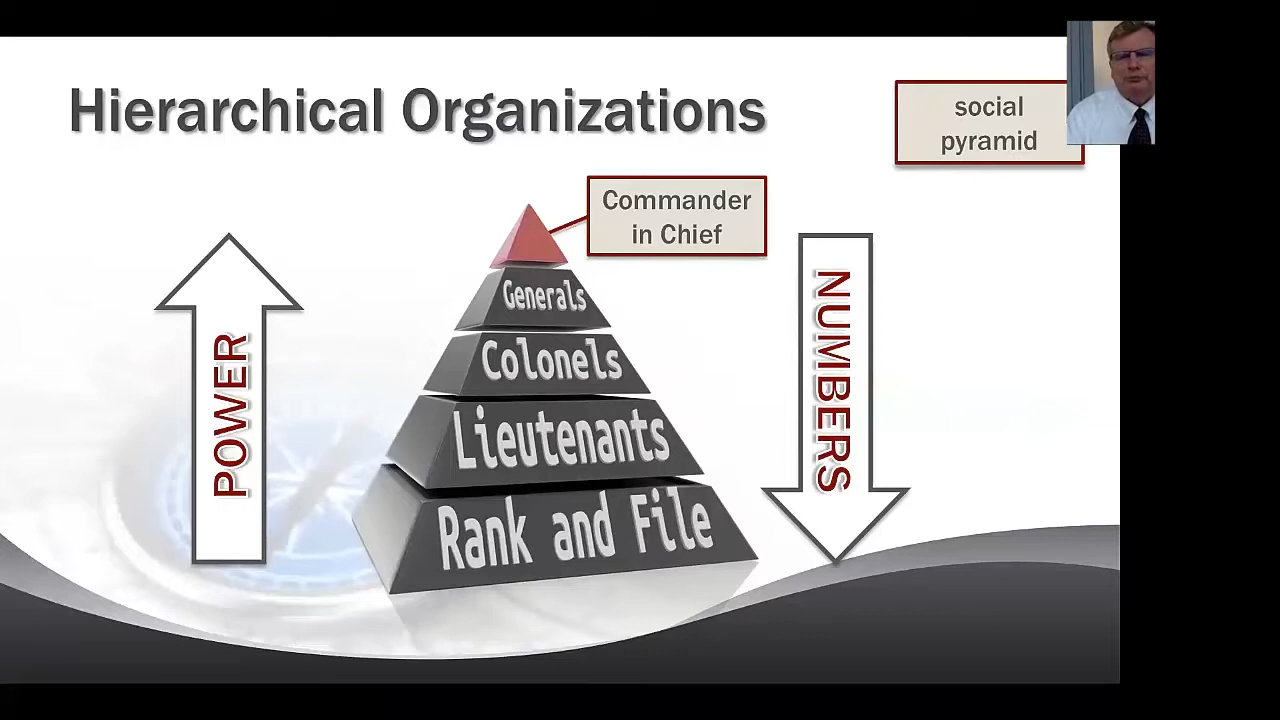 Hierarchical Organizations
social
pyramid
Commander
in Chief
POWER
Generals
Colonels
Lieutenants
Rank and File
NUMBERS